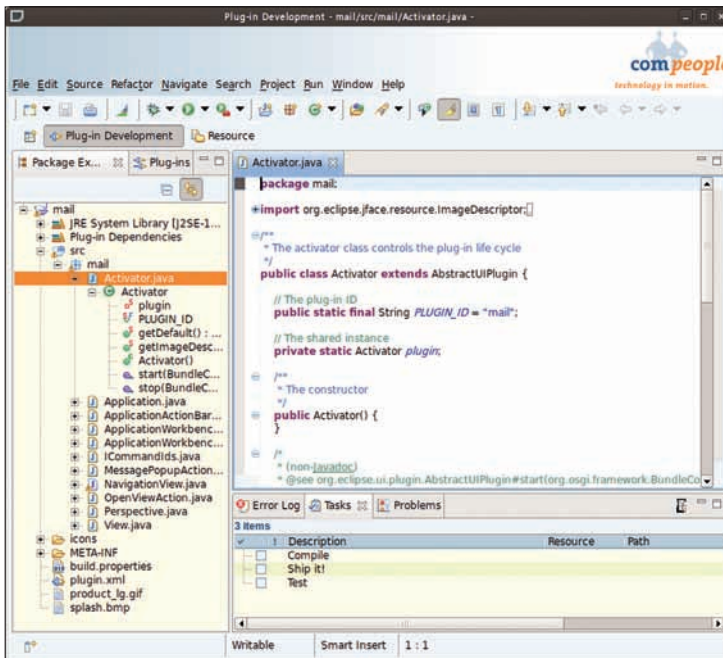 Plug-in Development - mail/src/mail/Activator.java -
compeople
technology in motion.
File Edit Source Refactor Navigate Search Project Run Window Help
Plug-in Development
Resource
Package Ex...
Plug-ins
mail
JRE System Library [J2SE-1...
Plug-in Dependencies
src
mail
Activator.java
Activator
plugin
PLUGIN_ID
getDefault() : ...
getImageDesc...
Activator()
start(BundleC...
stop(BundleC...
Application.java
ApplicationActionBar...
ApplicationWorkbenc...
ApplicationWorkbenc...
ICommandIds.java
MessagePopupAction...
NavigationView.java
OpenViewAction.java
Perspective.java
View.java
icons
META-INF
build.properties
plugin.xml
product_lg.gif
splash.bmp
Activator.java
package mail;
import org.eclipse.jface.resource.ImageDescriptor;
/**
* The activator class controls the plug-in life cycle
*/
public class Activator extends AbstractUIPlugin {
// The plug-in ID
public static final String PLUGIN_ID = "mail";
// The shared instance
private static Activator plugin;
/**
* The constructor
*/
public Activator() {
}
/*
* (non-Javadoc)
* @see org.eclipse.ui.plugin.AbstractUIPlugin#start(org.osgi.framework.BundleCo
Error Log
Tasks
Problems
3 items
! Description Resource Path
Compile
Ship it!
Test
Writable
Smart Insert
1 : 1